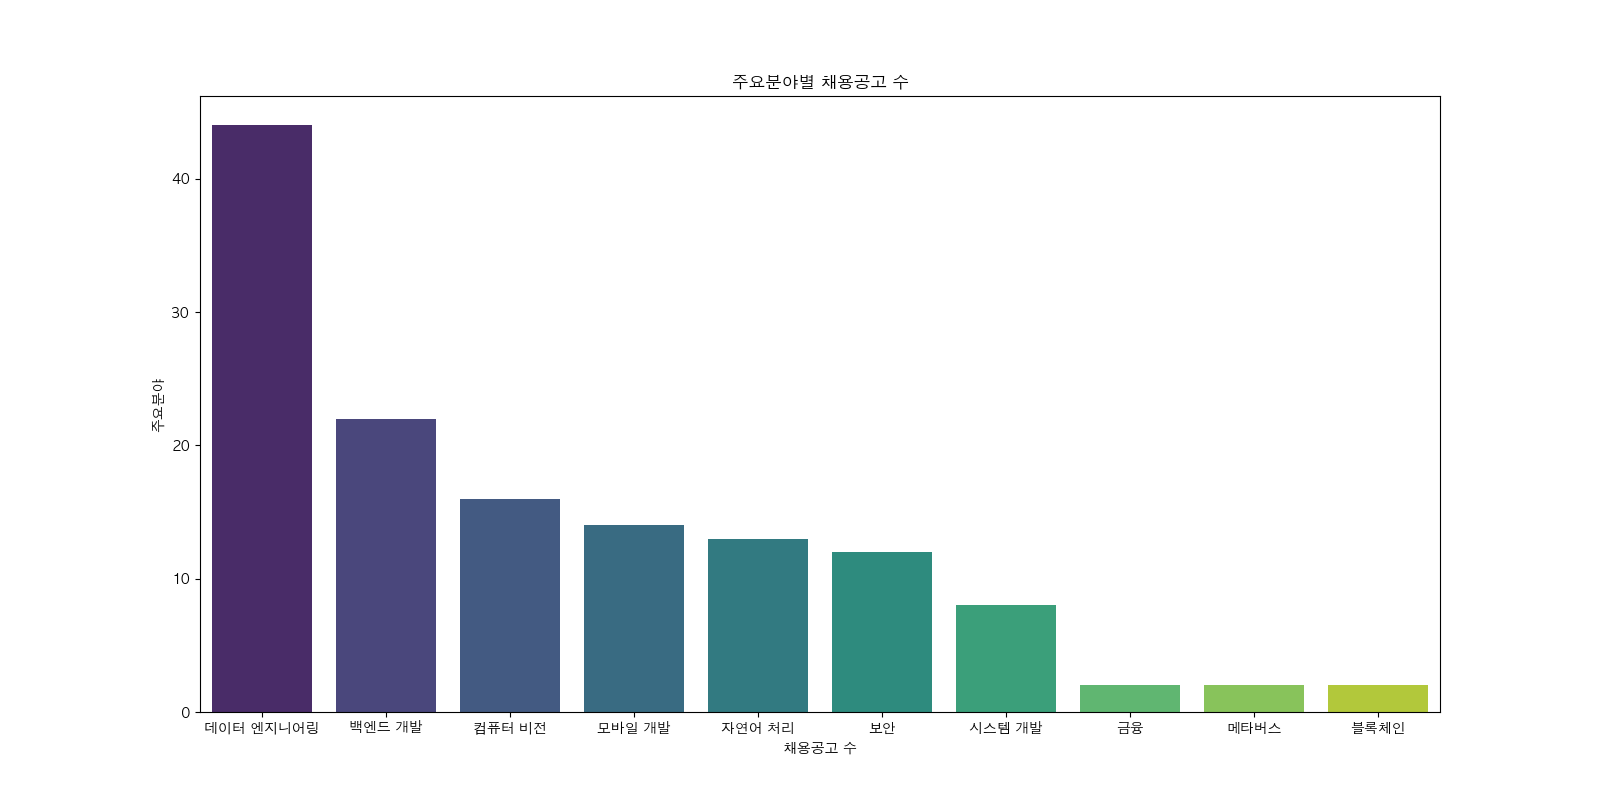 주요분야별 채용공고 수
40
30
20
10
0
주요분야
데이터 엔지니어링 백엔드 개발 컴퓨터 비전 모바일 개발 자연어 처리 보안 시스템 개발 금융 메타버스 블록체인
채용공고 수